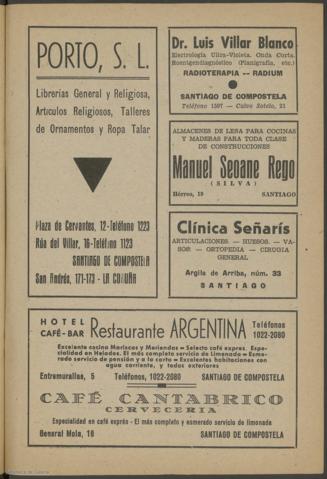 PORTO, S. L.
Librerías General y Religiosa,
Artículos Religiosos, Talleres
de Ornamentos y Ropa Talar
Plaza de Cervantes, 12-Teléfono 1223
Rúa del Villar, 16-Teléfono 1123
SANTIAGO DE COMPOSTELA
San Andrés, 171-173 - LA CORUÑA
Dr. Luis Villar Blanco
Electrología Ultra-Violeta. Onda Corta.
Roentgendiagnóstico (Planigrafía, etc.)
RADIOTERAPIA -- RADIUM
SANTIAGO DE COMPOSTELA
Teléfono 1597 — Calvo Sotelo, 21
ALMACENES DE LEÑA PARA COCINAS
Y MADERAS PARA TODA CLASE
DE CONSTRUCCIONES
Manuel Seoane Rego
(SILVA)
Hórreo, 19 SANTIAGO
Clínica Señarís
ARTICULACIONES. — HUESOS. — VA-
SOS. — ORTOPEDIA — CIRUGIA
GENERAL
Argila de Arriba, núm. 33
SANTIAGO
HOTEL
CAFÉ-BAR Restaurante ARGENTINA Teléfonos
1022-2080
Excelente cocina Mariscos y Meriendas — Selecto café exprés. Espe-
cialidad en Helados. El más completo servicio de Limonada — Esme-
rado servicio de pensión y a la carta — Excelentes habitaciones con
agua corriente, y todas exteriores
Entremurallas, 5 Teléfonos, 1022-2080 SANTIAGO DE COMPOSTELA
CAFÉ CANTABRICO
CERVECERIA
Especialidad en café exprés - El más completo y esmerado servicio de limonada
General Mola, 16 SANTIAGO DE COMPOSTELA